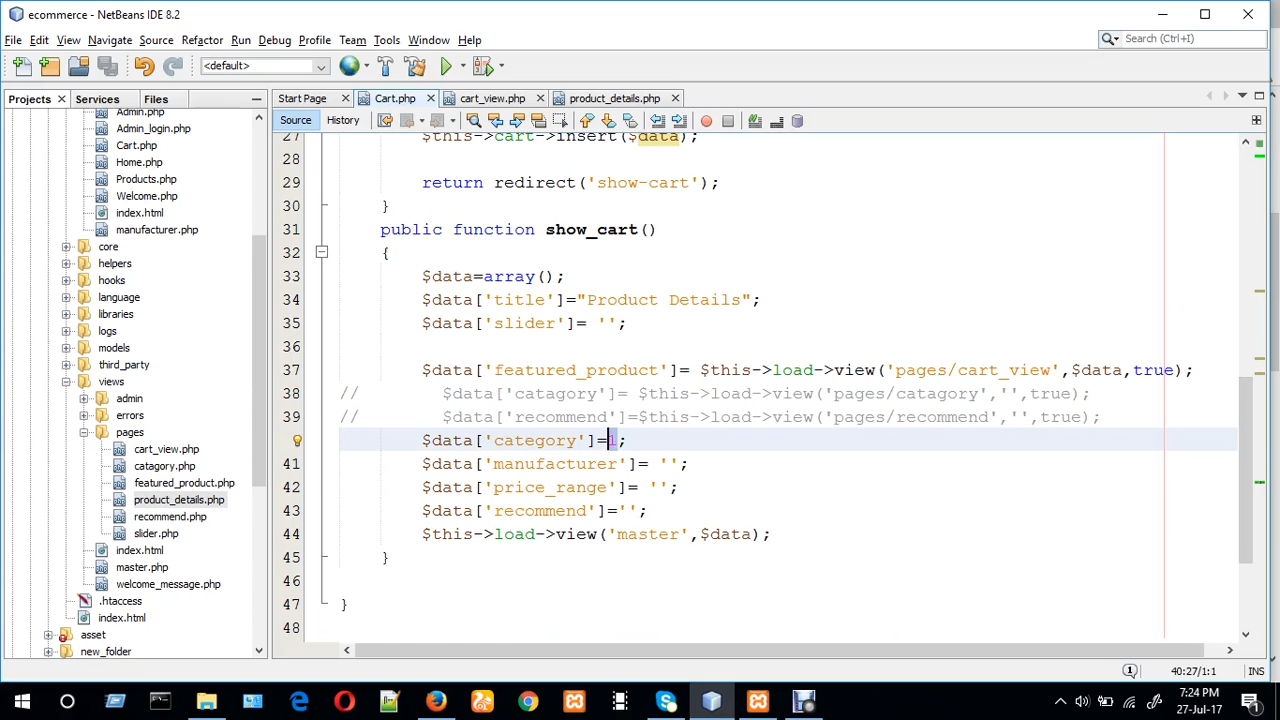 ecommerce - NetBeans IDE 8.2
File Edit View Navigate Source Refactor Run Debug Profile Team Tools Window Help
Search (Ctrl+I)
<default>
Projects Services Files
Start Page Cart.php cart_view.php product_details.php
Source History
Admin.php
Admin_login.php
Cart.php
Home.php
Products.php
Welcome.php
index.html
manufacturer.php
core
helpers
hooks
language
libraries
logs
models
third_party
views
admin
errors
pages
cart_view.php
catagory.php
featured_product.php
product_details.php
recommend.php
slider.php
index.html
master.php
welcome_message.php
.htaccess
index.html
asset
new_folder
27 $this->cart->insert($data);
28
29 return redirect('show-cart');
30 }
31 public function show_cart()
32 {
33 $data=array();
34 $data['title']="Product Details";
35 $data['slider']= '';
36
37 $data['featured_product']= $this->load->view('pages/cart_view',$data,true);
38 // $data['catagory']= $this->load->view('pages/catagory','',true);
39 // $data['recommend']=$this->load->view('pages/recommend','',true);
$data['category']=1;
41 $data['manufacturer']= '';
42 $data['price_range']= '';
43 $data['recommend']='';
44 $this->load->view('master',$data);
45 }
46
47 }
48
1 40:27/1:1 INS
7:24 PM
27-Jul-17
1